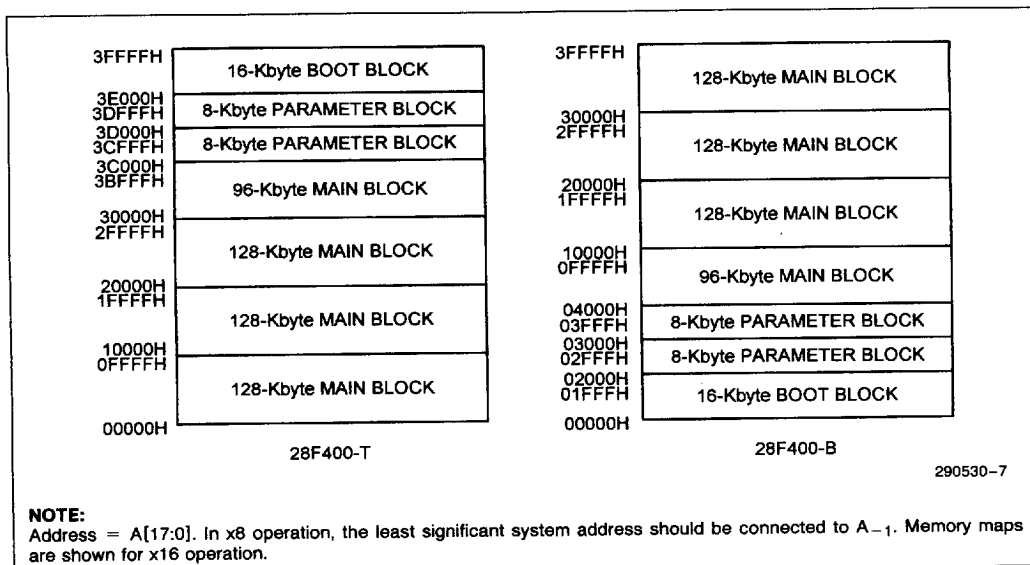 3FFFFH
16-Kbyte BOOT BLOCK
3E000H
3DFFFH
8-Kbyte PARAMETER BLOCK
3D000H
3CFFFH
8-Kbyte PARAMETER BLOCK
3C000H
3BFFFH
96-Kbyte MAIN BLOCK
30000H
2FFFFH
128-Kbyte MAIN BLOCK
20000H
1FFFFH
128-Kbyte MAIN BLOCK
10000H
0FFFFH
128-Kbyte MAIN BLOCK
00000H
28F400-T
3FFFFH
128-Kbyte MAIN BLOCK
30000H
2FFFFH
128-Kbyte MAIN BLOCK
20000H
1FFFFH
128-Kbyte MAIN BLOCK
10000H
0FFFFH
96-Kbyte MAIN BLOCK
04000H
03FFFH
8-Kbyte PARAMETER BLOCK
03000H
02FFFH
8-Kbyte PARAMETER BLOCK
02000H
01FFFH
16-Kbyte BOOT BLOCK
00000H
28F400-B
290530-7
NOTE:
Address = A[17:0]. In x8 operation, the least significant system address should be connected to A−1. Memory maps
are shown for x16 operation.